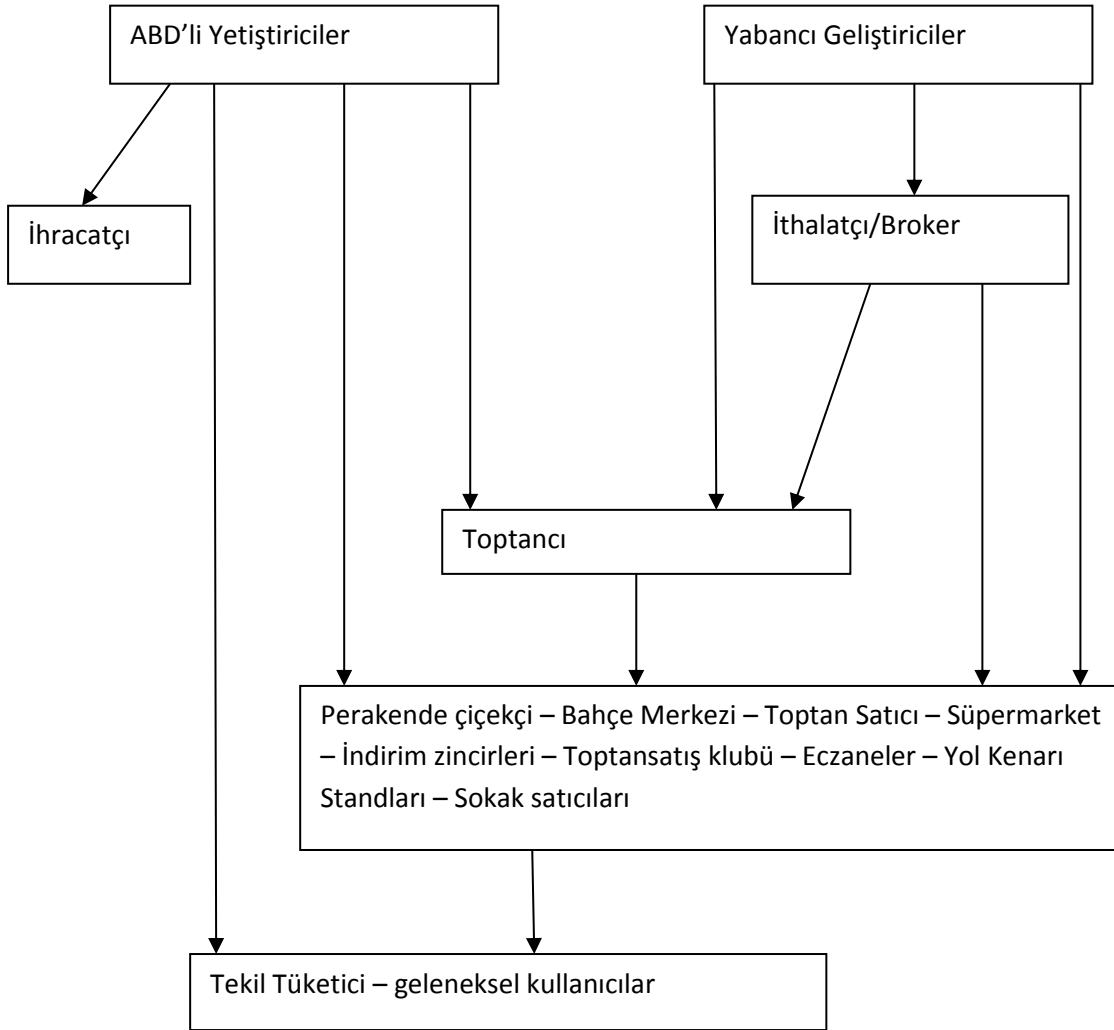 ABD’li Yetiştiriciler
Yabancı Geliştiriciler
İhracatçı
İthalatçı/Broker
Toptancı
Perakende çiçekçi – Bahçe Merkezi – Toptan Satıcı – Süpermarket
– İndirim zincirleri – Toptansatış klubü – Eczaneler – Yol Kenarı
Standları – Sokak satıcıları
Tekil Tüketici – geleneksel kullanıcılar